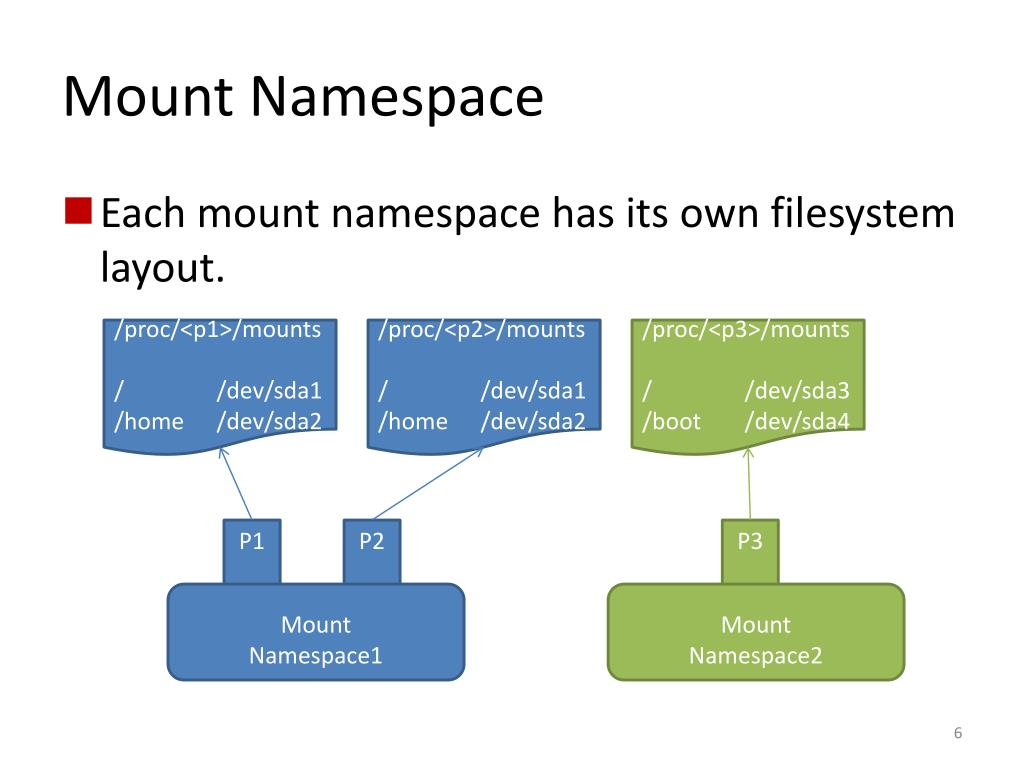 Mount Namespace
Each mount namespace has its own filesystem
layout.
/proc/<p1>/mounts
/ /dev/sda1
/home /dev/sda2
/proc/<p2>/mounts
/ /dev/sda1
/home /dev/sda2
/proc/<p3>/mounts
/ /dev/sda3
/boot /dev/sda4
P1
P2
P3
Mount
Namespace1
Mount
Namespace2
6